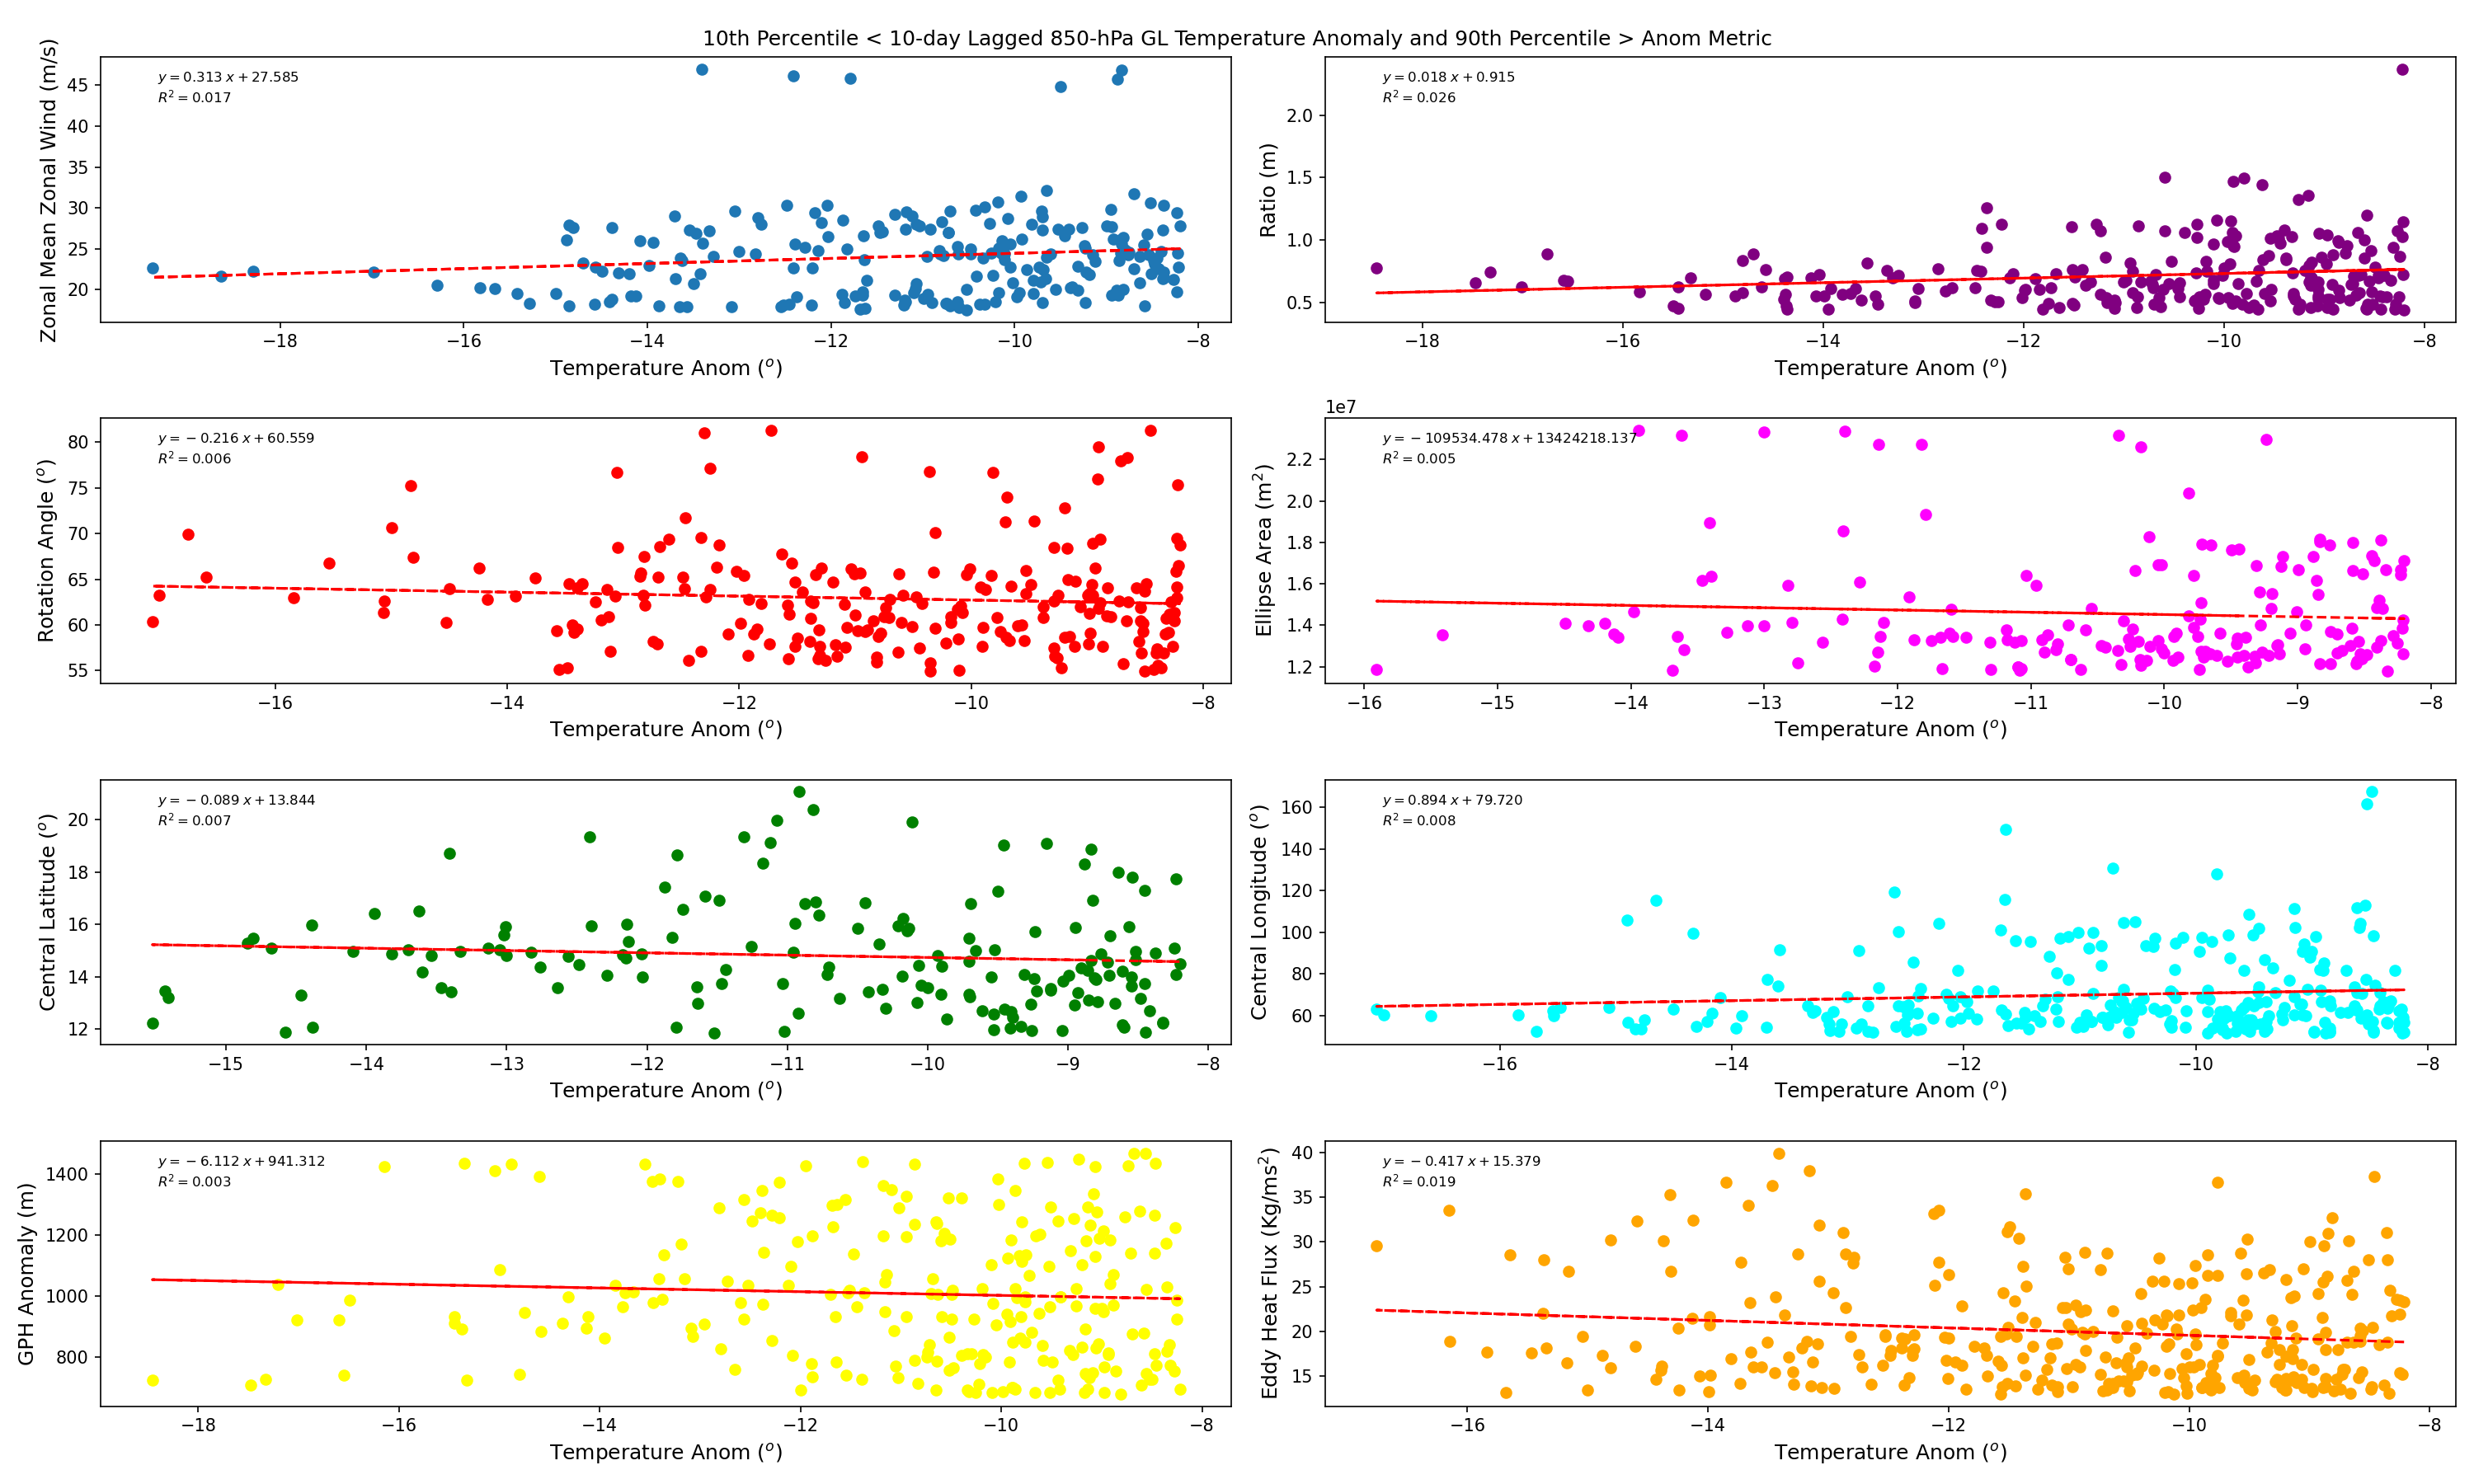 10th Percentile < 10-day Lagged 850-hPa GL Temperature Anomaly and 90th Percentile > Anom Metric
Zonal Mean Zonal Wind (m/s)
y = 0.313 x + 27.585
R² = 0.017
45
40
35
30
25
20
−18 −16 −14 −12 −10 −8
Temperature Anom (°)
Ratio (m)
y = 0.018 x + 0.915
R² = 0.026
2.0
1.5
1.0
0.5
−18 −16 −14 −12 −10 −8
Temperature Anom (°)
Rotation Angle (°)
y = −0.216 x + 60.559
R² = 0.006
80
75
70
65
60
55
−16 −14 −12 −10 −8
Temperature Anom (°)
1e7
Ellipse Area (m²)
y = −109534.478 x + 13424218.137
R² = 0.005
2.2
2.0
1.8
1.6
1.4
1.2
−16 −15 −14 −13 −12 −11 −10 −9 −8
Temperature Anom (°)
Central Latitude (°)
y = −0.089 x + 13.844
R² = 0.007
20
18
16
14
12
−15 −14 −13 −12 −11 −10 −9 −8
Temperature Anom (°)
Central Longitude (°)
y = 0.894 x + 79.720
R² = 0.008
160
140
120
100
80
60
−16 −14 −12 −10 −8
Temperature Anom (°)
GPH Anomaly (m)
y = −6.112 x + 941.312
R² = 0.003
1400
1200
1000
800
−18 −16 −14 −12 −10 −8
Temperature Anom (°)
Eddy Heat Flux (Kg/ms²)
y = −0.417 x + 15.379
R² = 0.019
40
35
30
25
20
15
−16 −14 −12 −10 −8
Temperature Anom (°)